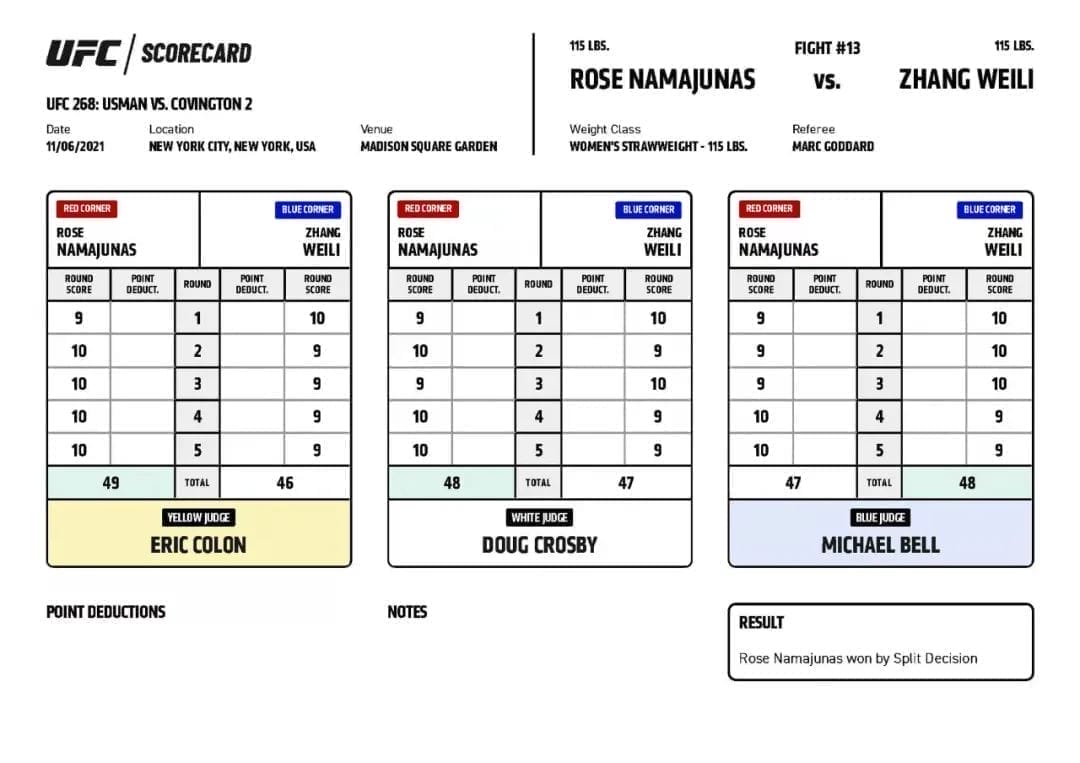 UFC / SCORECARD
UFC 268: USMAN VS. COVINGTON 2
Date Location Venue
11/06/2021 NEW YORK CITY, NEW YORK, USA MADISON SQUARE GARDEN
115 LBS. FIGHT #13 115 LBS.
ROSE NAMAJUNAS VS. ZHANG WEILI
Weight Class Referee
WOMEN'S STRAWWEIGHT - 115 LBS. MARC GODDARD
RED CORNER BLUE CORNER
ROSE ZHANG
NAMAJUNAS WEILI
ROUND SCORE POINT DEDUCT. ROUND POINT DEDUCT. ROUND SCORE
9 1 10
10 2 9
10 3 9
10 4 9
10 5 9
49 TOTAL 46
YELLOW JUDGE
ERIC COLON
RED CORNER BLUE CORNER
ROSE ZHANG
NAMAJUNAS WEILI
ROUND SCORE POINT DEDUCT. ROUND POINT DEDUCT. ROUND SCORE
9 1 10
10 2 9
9 3 10
10 4 9
10 5 9
48 TOTAL 47
WHITE JUDGE
DOUG CROSBY
RED CORNER BLUE CORNER
ROSE ZHANG
NAMAJUNAS WEILI
ROUND SCORE POINT DEDUCT. ROUND POINT DEDUCT. ROUND SCORE
9 1 10
9 2 10
9 3 10
10 4 9
10 5 9
47 TOTAL 48
BLUE JUDGE
MICHAEL BELL
POINT DEDUCTIONS
NOTES
RESULT
Rose Namajunas won by Split Decision